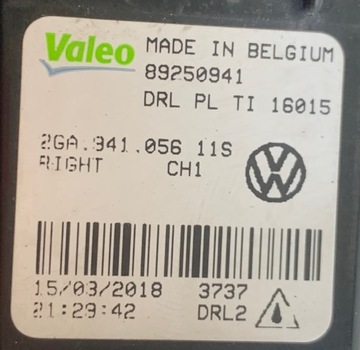 Valeo MADE IN BELGIUM
89250941
DRL PL TI 16015
2GA.941.056 11S
RIGHT CH1
15/03/2018 3737
21:29:42 DRL2